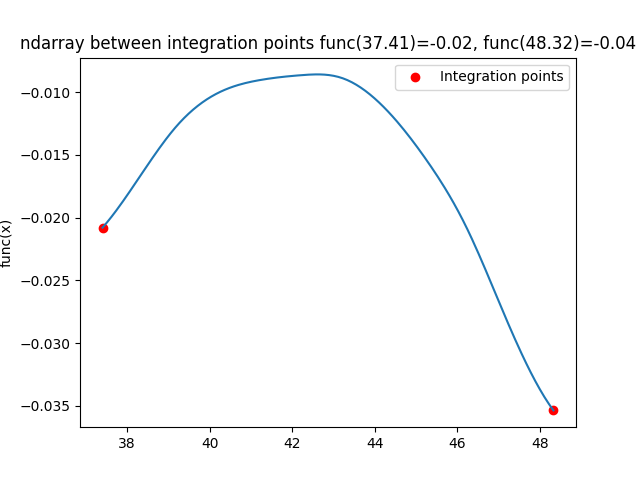 ndarray between integration points func(37.41)=-0.02, func(48.32)=-0.04
Integration points
−0.010
−0.015
−0.020
−0.025
−0.030
−0.035
func(x)
38 40 42 44 46 48